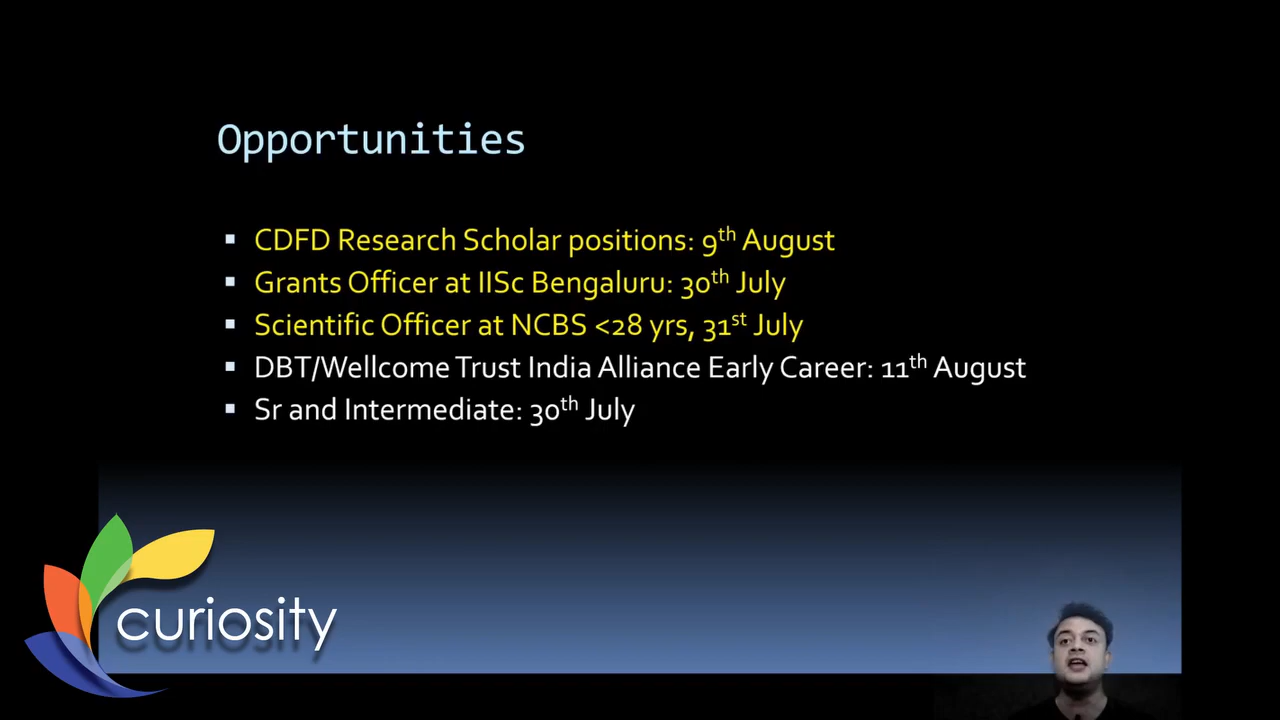 Opportunities
CDFD Research Scholar positions: 9th August
Grants Officer at IISc Bengaluru: 30th July
Scientific Officer at NCBS <28 yrs, 31st July
DBT/Wellcome Trust India Alliance Early Career: 11th August
Sr and Intermediate: 30th July
curiosity